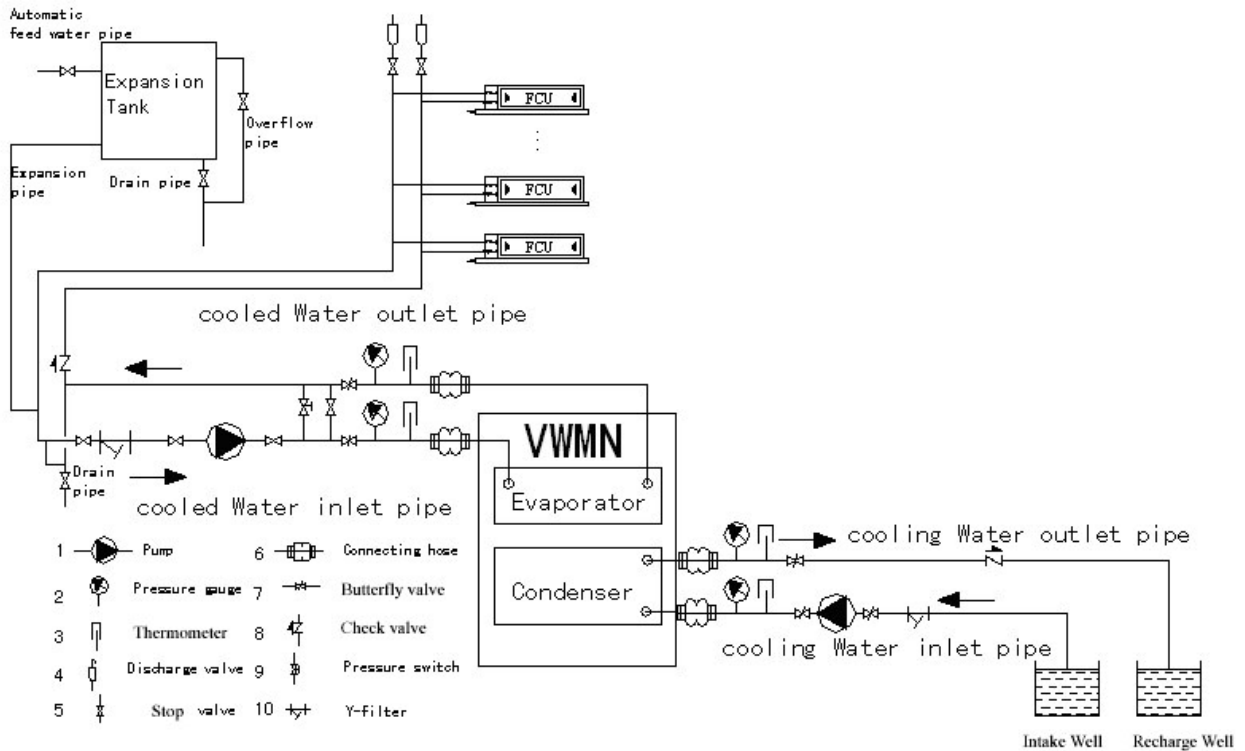 Automatic
feed water pipe
Expansion
Tank
Overflow
pipe
Expansion
pipe
Drain pipe
FCU
FCU
FCU
cooled Water outlet pipe
VWMN
Drain
pipe
cooled Water inlet pipe
Evaporator
Condenser
cooling Water outlet pipe
cooling Water inlet pipe
1 Pump
2 Pressure gauge
3 Thermometer
4 Discharge valve
5 Stop valve
6 Connecting hose
7 Butterfly valve
8 Check valve
9 Pressure switch
10 Y-filter
Intake Well
Recharge Well